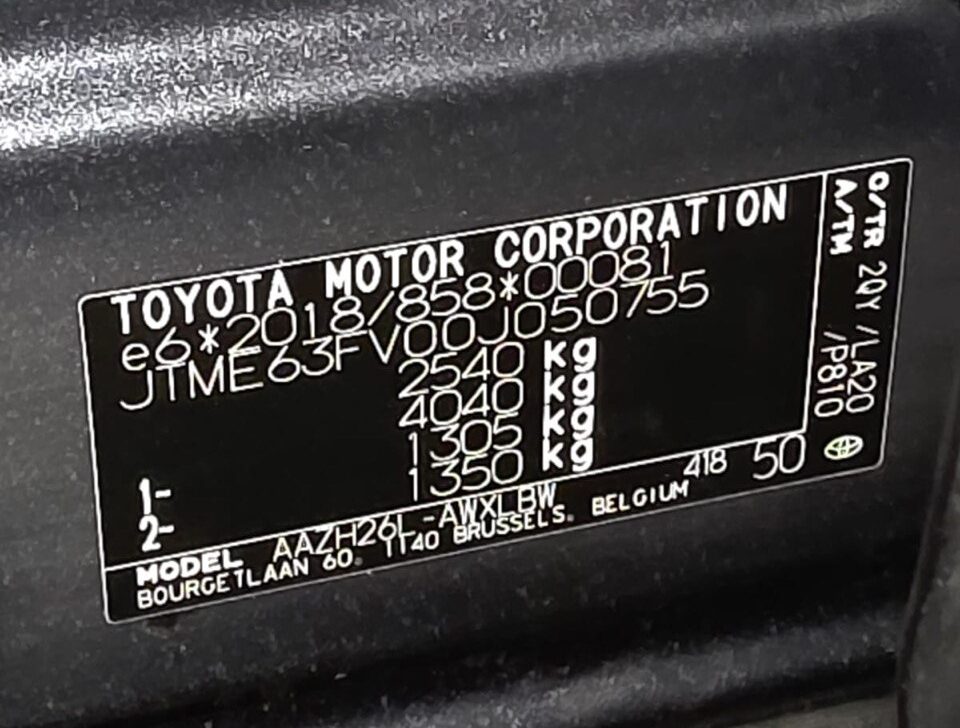 TOYOTA MOTOR CORPORATION
e6*2018/858*00081
JTME63FV00J050755
2540 kg
4040 kg
1- 1305 kg
2- 1350 kg
MODEL AAZH26L-AWXLBW 418 50
BOURGETLAAN 60. 1140 BRUSSELS. BELGIUM
O/TR 2QY /LA20
A/TM /P810